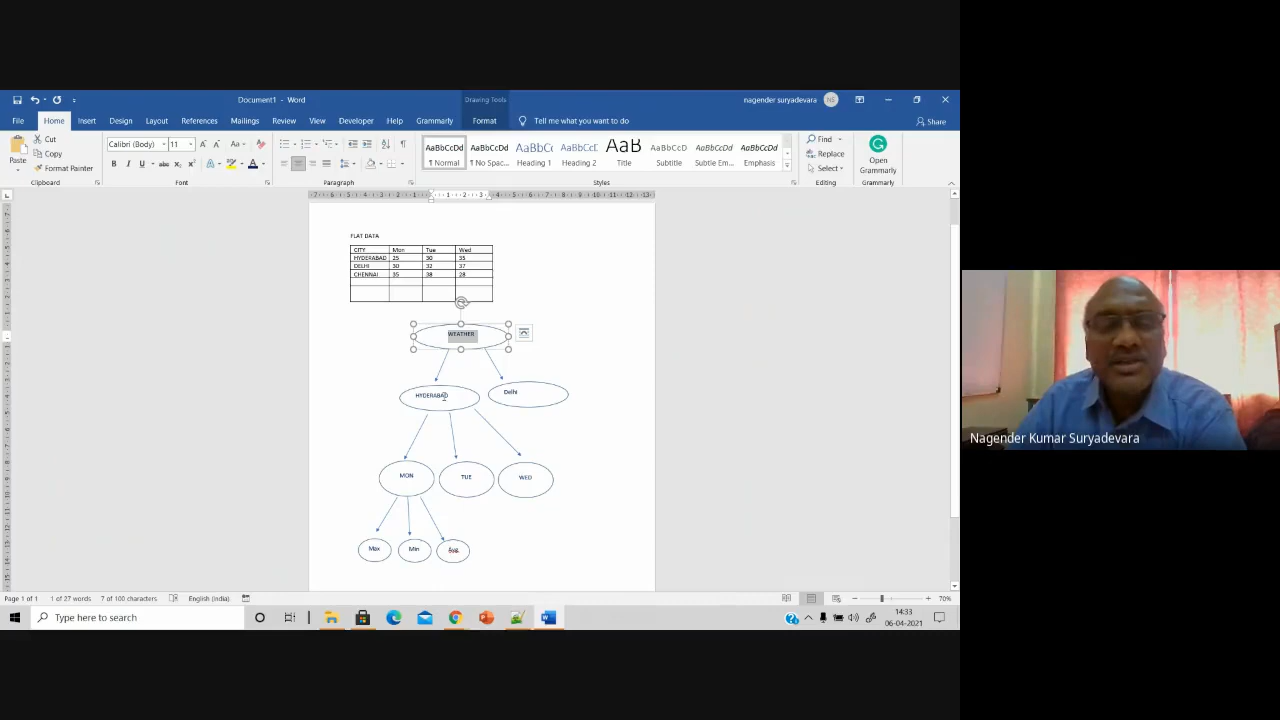 Document1 - Word
Drawing Tools
nagender suryadevara
NS
File
Home
Insert
Design
Layout
References
Mailings
Review
View
Developer
Help
Grammarly
Format
Tell me what you want to do
Share
Paste
Cut
Copy
Format Painter
Clipboard
Calibri (Body)
11
Font
Paragraph
AaBbCcDd
¶ Normal
AaBbCcDd
¶ No Spac...
AaBbCc
Heading 1
AaBbCcD
Heading 2
AaB
Title
AaBbCcD
Subtitle
AaBbCcDd
Subtle Em...
AaBbCcDd
Emphasis
Styles
Find
Replace
Select
Editing
Open
Grammarly
Grammarly
FLAT DATA
CITY Mon Tue Wed
HYDERABAD 25 30 35
DELHI 30 32 37
CHENNAI 35 38 28
WEATHER
HYDERABAD
Delhi
MON
TUE
WED
Max
Min
Nagender Kumar Suryadevara
Page 1 of 1
1 of 27 words
7 of 100 characters
English (India)
70%
Type here to search
14:33
06-04-2021